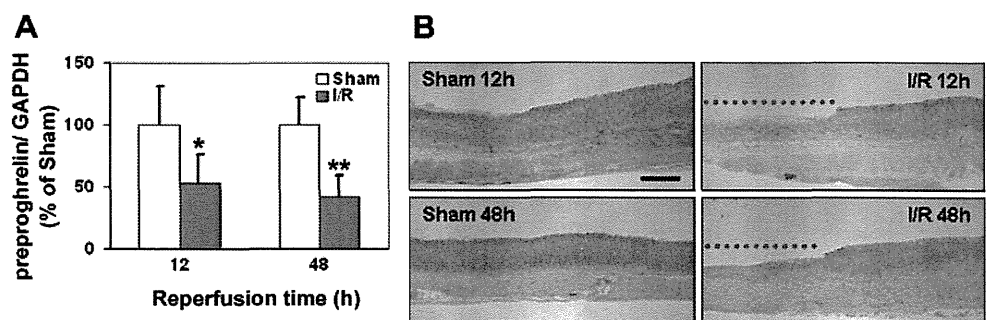 A
preproghrelin/ GAPDH
(% of Sham)
150
100
50
0
Sham
I/R
*
**
12
48
Reperfusion time (h)
B
Sham 12h
I/R 12h
Sham 48h
I/R 48h